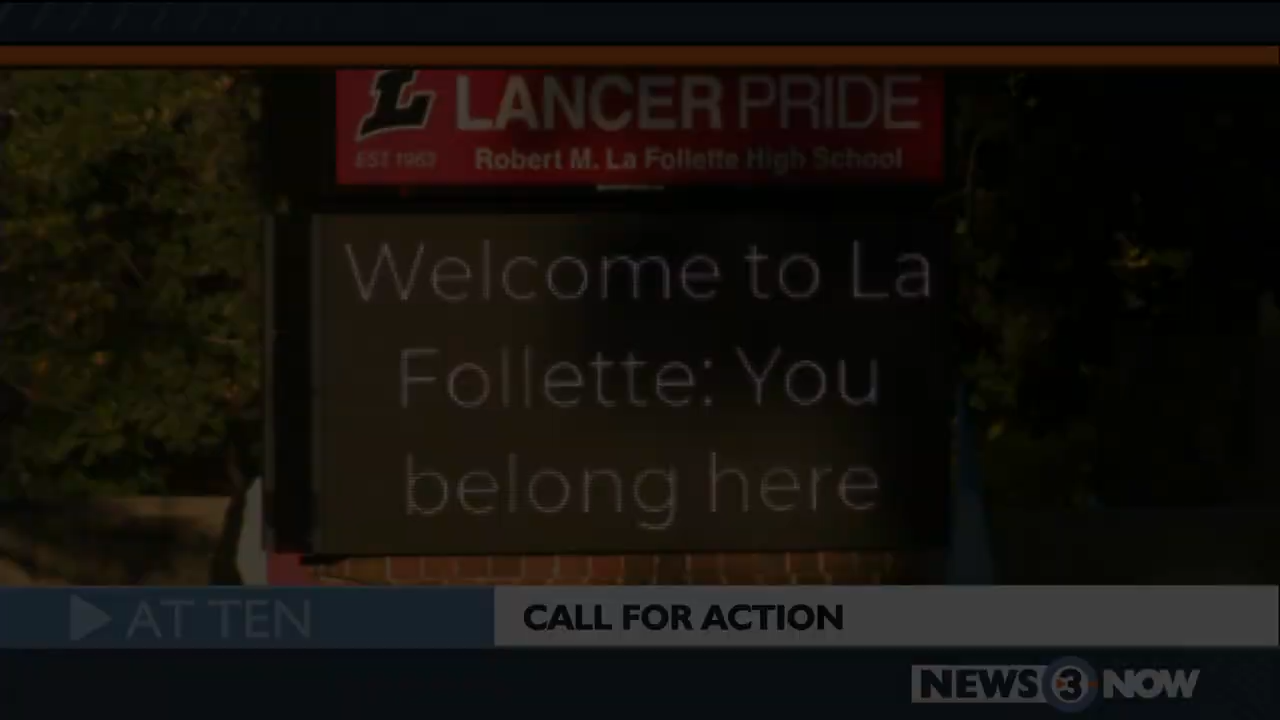 L LANCER PRIDE
EST 1963 Robert M. La Follette High School
Welcome to La
Follette: You
belong here
AT TEN CALL FOR ACTION
NEWS 3 NOW